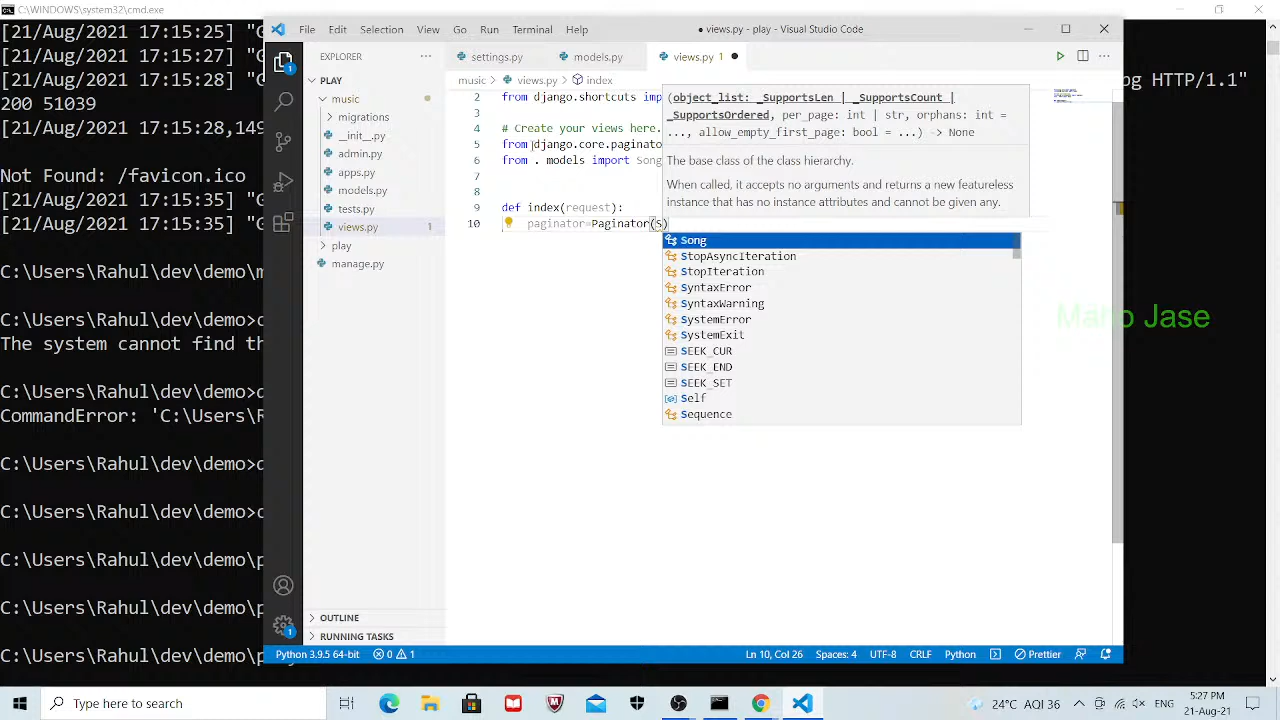 C:\WINDOWS\system32\cmd.exe
[21/Aug/2021 17:15:25] "G
[21/Aug/2021 17:15:27] "G
[21/Aug/2021 17:15:28] "G
og HTTP/1.1"
200 51039
[21/Aug/2021 17:15:28,149
Not Found: /favicon.ico
[21/Aug/2021 17:15:35] "G
[21/Aug/2021 17:15:35] "G
C:\Users\Rahul\dev\demo\m
C:\Users\Rahul\dev\demo>c
The system cannot find th
C:\Users\Rahul\dev\demo>d
CommandError: 'C:\Users\R
C:\Users\Rahul\dev\demo>d
C:\Users\Rahul\dev\demo>c
C:\Users\Rahul\dev\demo\p
C:\Users\Rahul\dev\demo\p
C:\Users\Rahul\dev\demo\p
File Edit Selection View Go Run Terminal Help
● views.py - play - Visual Studio Code
EXPLORER ···
PLAY
music
migrations
__init__.py
admin.py
apps.py
models.py
tests.py
views.py 1
play
manage.py
OUTLINE
RUNNING TASKS
1
1
settings.py models.py views.py 1 ●
music > views.py > index
2 from django.shortcuts imp
3
4 # Create your views here.
5 from django.core.paginato
6 from . models import Song
7
8
9 def index(request):
10 paginator=Paginator(S)
(object_list: _SupportsLen | _SupportsCount |
_SupportsOrdered, per_page: int | str, orphans: int =
..., allow_empty_first_page: bool = ...) -> None
The base class of the class hierarchy.
When called, it accepts no arguments and returns a new featureless
instance that has no instance attributes and cannot be given any.
Song
StopAsyncIteration
StopIteration
SyntaxError
SyntaxWarning
SystemError
SystemExit
SEEK_CUR
SEEK_END
SEEK_SET
Self
Sequence
Jase
Python 3.9.5 64-bit 0 1 Ln 10, Col 26 Spaces: 4 UTF-8 CRLF Python Prettier
Type here to search
24°C AQI 36 ENG
5:27 PM
21-Aug-21